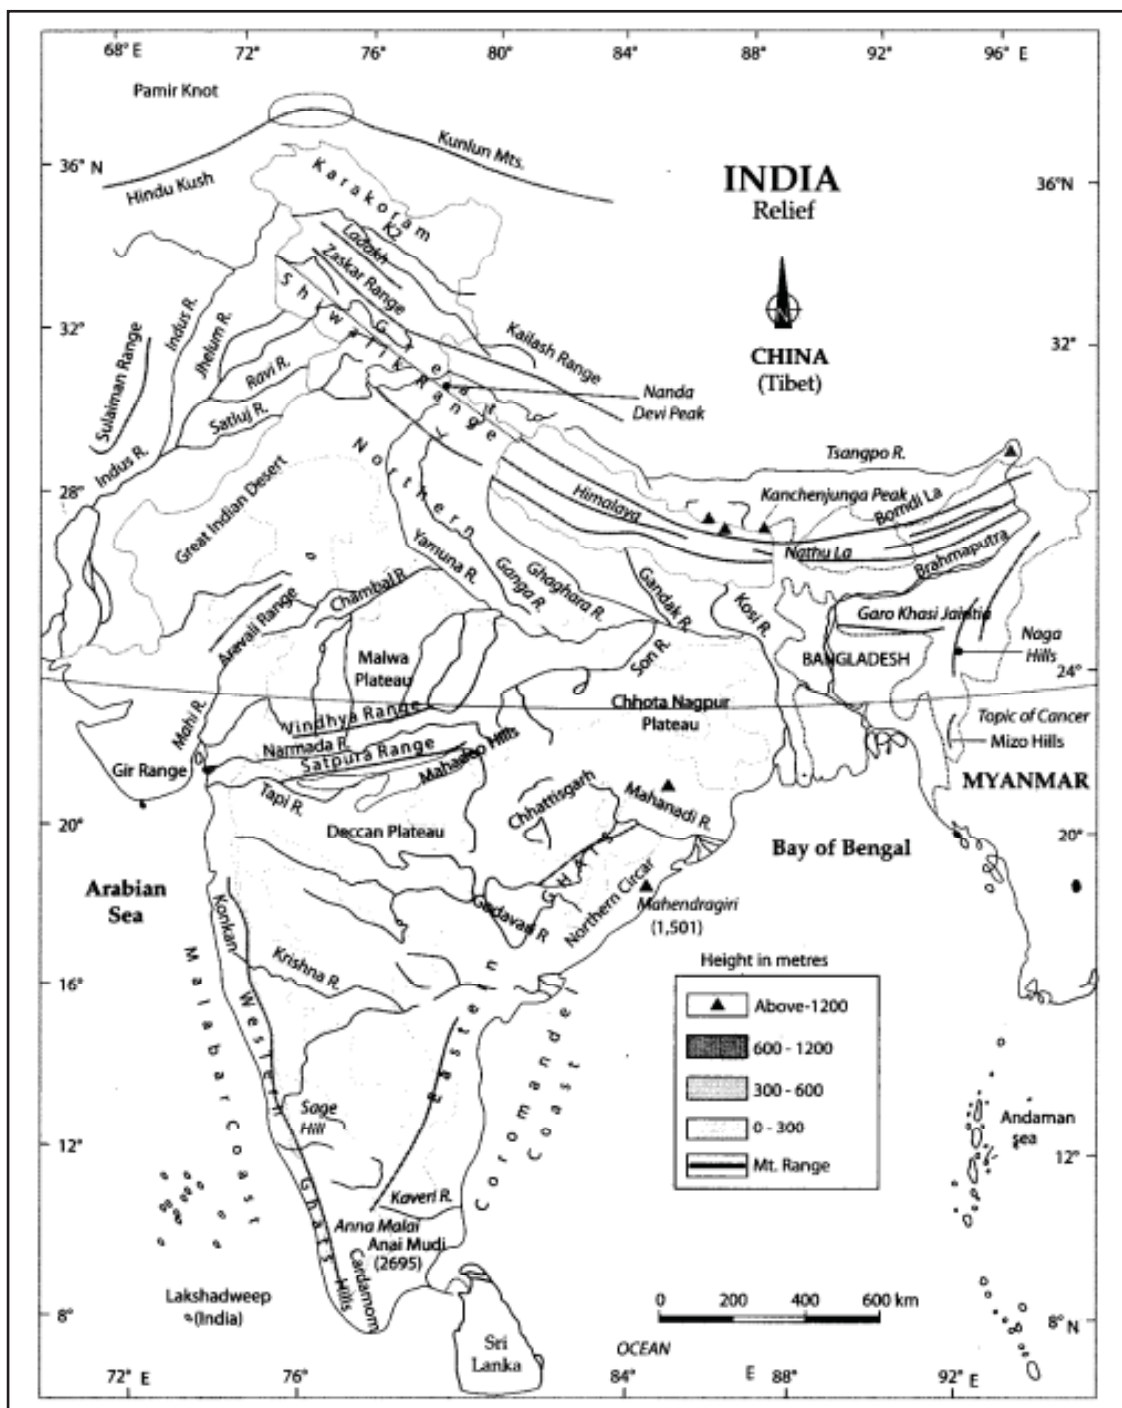 68° E 72° 76° 80° 84° 88° 92° 96° E
Pamir Knot
Kunlun Mts.
36° N
Hindu Kush
Karakoram
K2
INDIA
Relief
36°N
Ladakh
Zaskar Range
Shiwalik Range
Great
Kailash Range
CHINA
(Tibet)
N
32°
32°
Sulaiman Range
Indus R.
Jhelum R.
Ravi R.
Satluj R.
Indus R.
Nanda
Devi Peak
Tsangpo R.
28°
Great Indian Desert
Northern
Himalaya
Kanchenjunga Peak
Bomdi La
Nathu La
Brahmaputra
Yamuna R.
Ganga R.
Ghaghara R.
Gandak R.
Kosi R.
Chambal R.
Aravali Range
Garo Khasi Jaintia
Naga
Hills
BANGLADESH
24°
Son R.
Malwa
Plateau
Chhota Nagpur
Plateau
Mahi R.
Vindhya Range
Narmada R.
Satpura Range
Mahadeo Hills
Topic of Cancer
Mizo Hills
Gir Range
Tapi R.
MYANMAR
Chhattisgarh
Mahanadi R.
20°
Deccan Plateau
Bay of Bengal
20°
Arabian
Sea
GHATS
Northern Circar
Mahendragiri
(1,501)
Godavari R
Konkan
Krishna R.
16°
Malabar Coast
Western
Ghats
Eastern
Coromandel
Coast
Height in metres
Above-1200
600 - 1200
300 - 600
0 - 300
Mt. Range
Sage
Hill
Andaman
sea
12°
12°
Kaveri R.
Anna Malai
Anai Mudi
(2695)
Cardamom
Hills
Lakshadweep
(India)
0 200 400 600 km
8°
8° N
Sri
Lanka
OCEAN
72° E 76° 84° E 88° 92° E